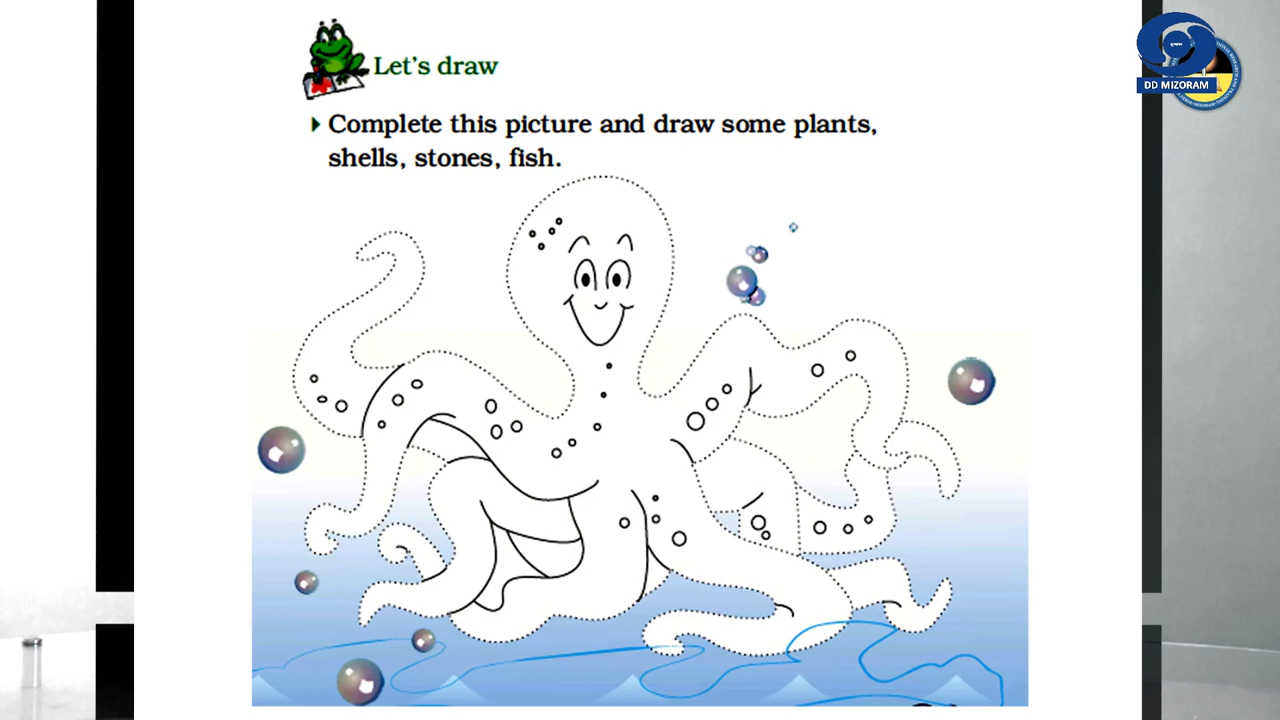 Let's draw
Complete this picture and draw some plants,
shells, stones, fish.
DD MIZORAM